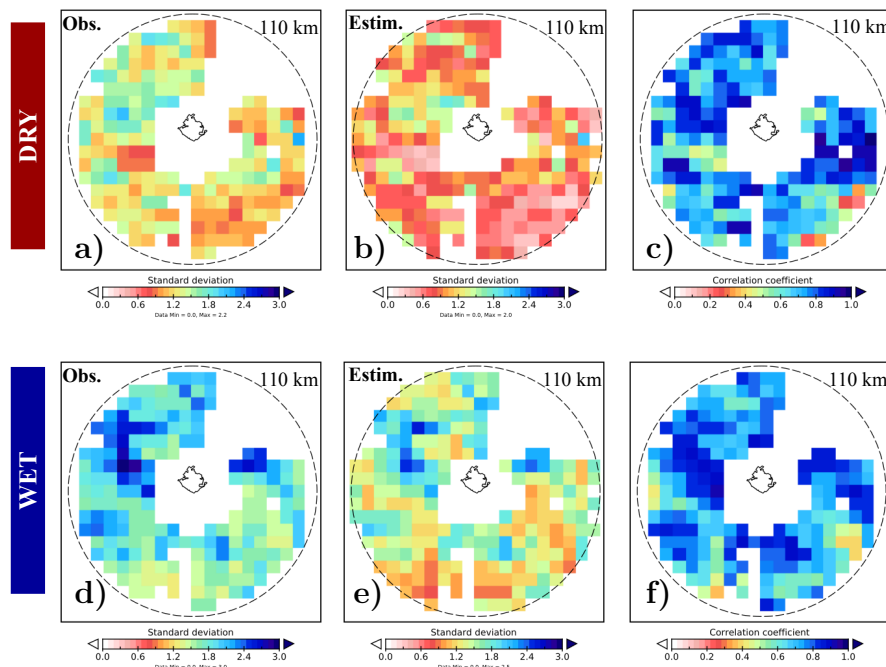 DRY
Obs.
110 km
a)
Estim.
110 km
b)
c)
Standard deviation
0.0 0.6 1.2 1.8 2.4 3.0
Data Min = 0.0, Max = 2.2
Standard deviation
0.0 0.6 1.2 1.8 2.4 3.0
Data Min = 0.0, Max = 2.0
Correlation coefficient
0.0 0.2 0.4 0.6 0.8 1.0
WET
Obs.
110 km
d)
Estim.
110 km
e)
f)
Standard deviation
0.0 0.6 1.2 1.8 2.4 3.0
Standard deviation
0.0 0.6 1.2 1.8 2.4 3.0
Correlation coefficient
0.0 0.2 0.4 0.6 0.8 1.0